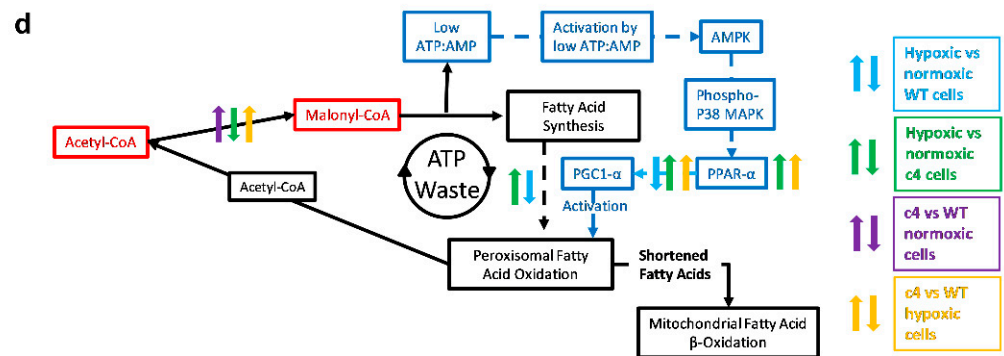 d
Low
ATP:AMP
Activation by
low ATP:AMP
AMPK
Hypoxic vs
normoxic
WT cells
Acetyl-CoA
Malonyl-CoA
Fatty Acid
Synthesis
Phospho-
P38 MAPK
Hypoxic vs
normoxic
c4 cells
Acetyl-CoA
ATP
Waste
PGC1-α
PPAR-α
Activation
c4 vs WT
normoxic
cells
Peroxisomal Fatty
Acid Oxidation
Shortened
Fatty Acids
c4 vs WT
hypoxic
cells
Mitochondrial Fatty Acid
β-Oxidation